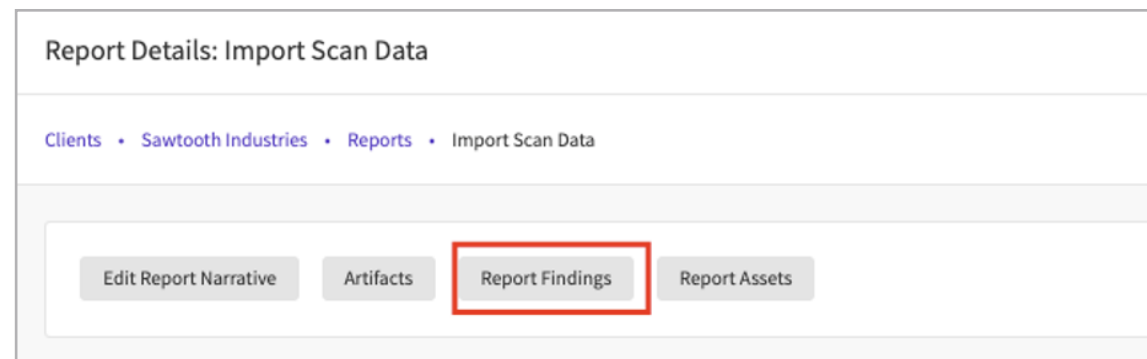 Report Details: Import Scan Data
Clients • Sawtooth Industries • Reports • Import Scan Data
Edit Report Narrative Artifacts Report Findings Report Assets